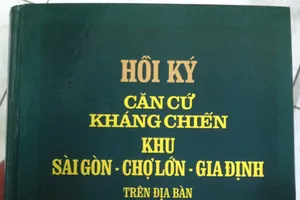 HỒI KÝ
CĂN CỨ
KHÁNG CHIẾN
KHU
SÀI GÒN - CHỢ LỚN - GIA ĐỊNH
TRÊN ĐỊA BÀN